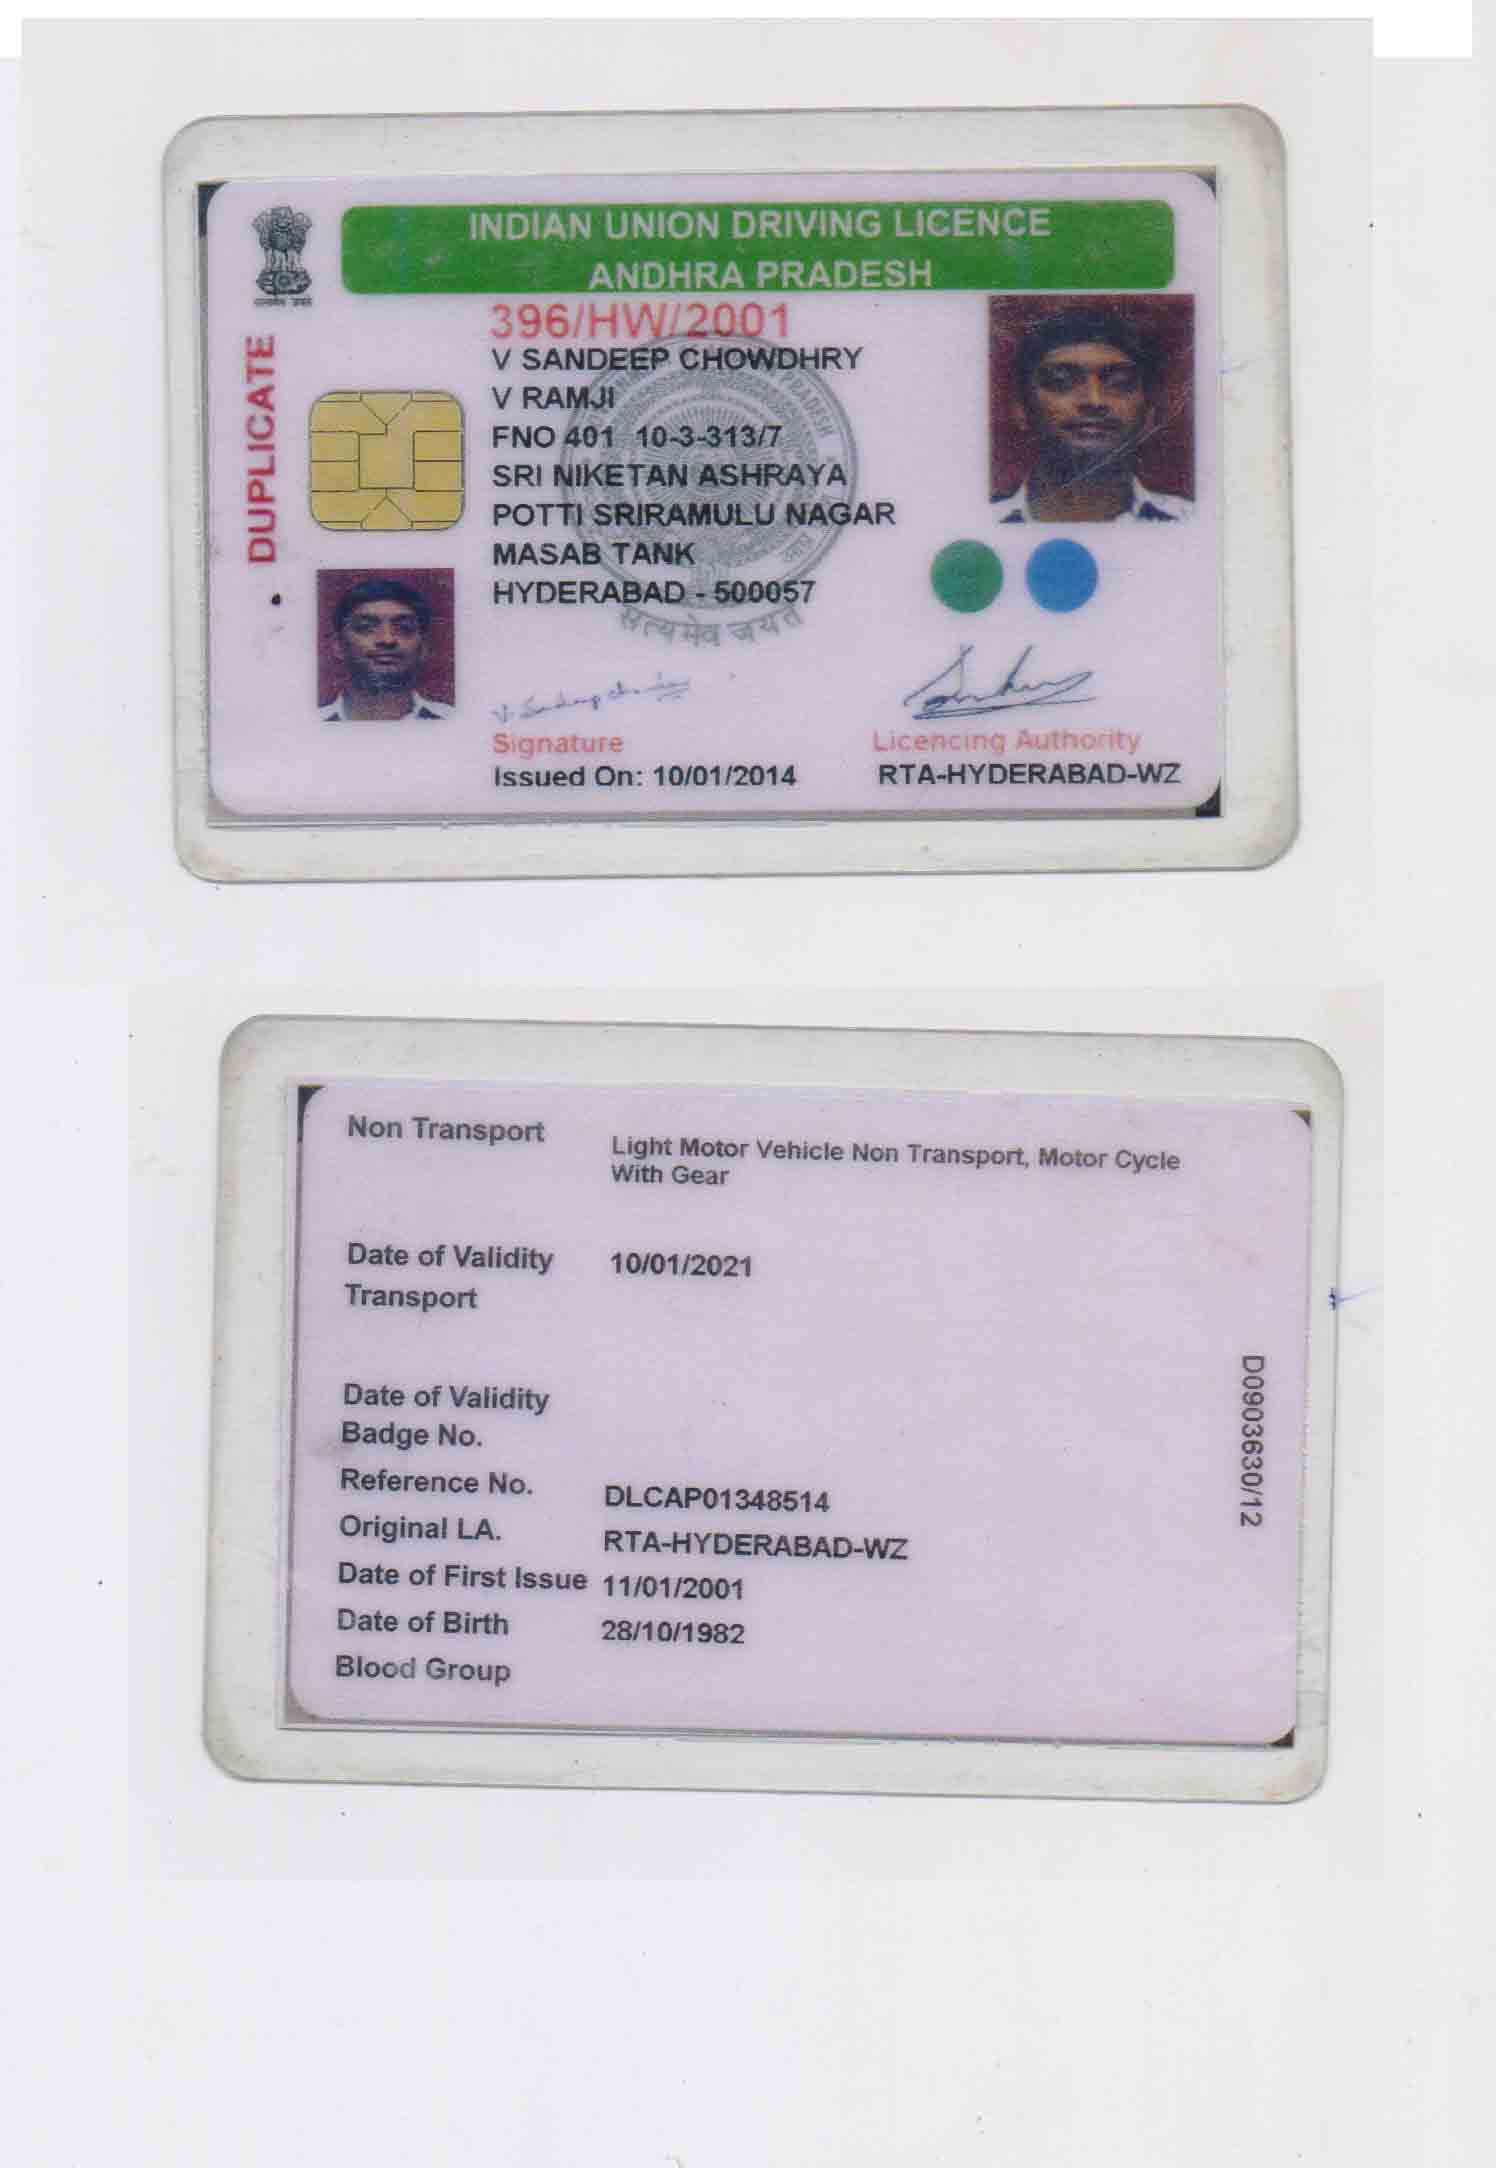 INDIAN UNION DRIVING LICENCE
ANDHRA PRADESH
396/HW/2001
DUPLICATE
V SANDEEP CHOWDHRY
V RAMJI
FNO 401 10-3-313/7
SRI NIKETAN ASHRAYA
POTTI SRIRAMULU NAGAR
MASAB TANK
HYDERABAD - 500057
PRADESH
सत्यमेव जयते
V. Sandeep chowdary
Signature
Licencing Authority
Issued On: 10/01/2014
RTA-HYDERABAD-WZ
Non Transport
Light Motor Vehicle Non Transport, Motor Cycle
With Gear
Date of Validity 10/01/2021
Transport
Date of Validity
Badge No.
Reference No. DLCAP01348514
Original LA. RTA-HYDERABAD-WZ
Date of First Issue 11/01/2001
Date of Birth 28/10/1982
Blood Group
D0903630/12